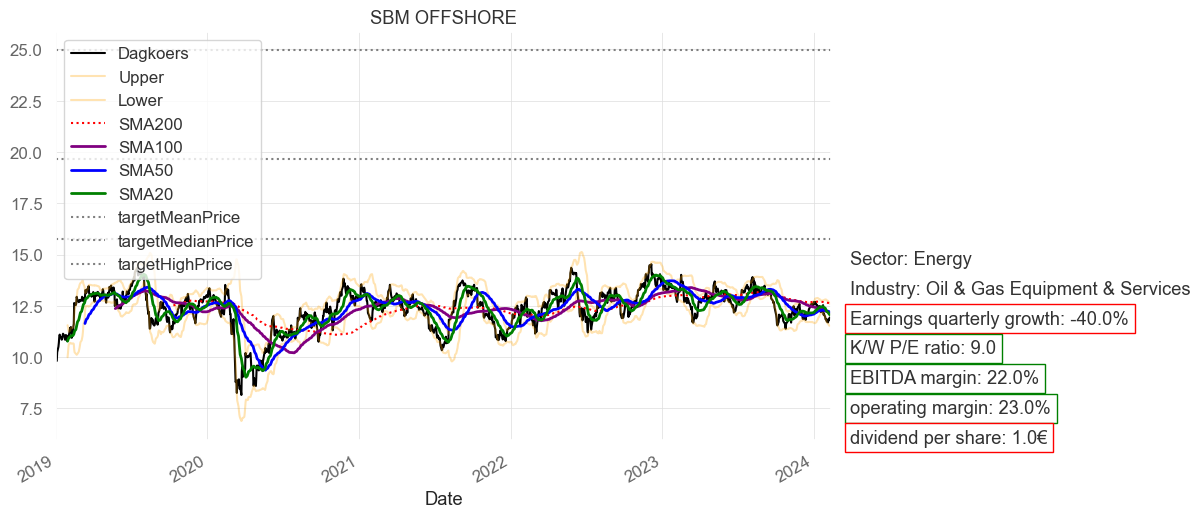 SBM OFFSHORE
25.0
22.5
20.0
17.5
15.0
12.5
10.0
7.5
Dagkoers
Upper
Lower
SMA200
SMA100
SMA50
SMA20
targetMeanPrice
targetMedianPrice
targetHighPrice
2019
2020
2021
2022
2023
2024
Date
Sector: Energy
Industry: Oil & Gas Equipment & Services
Earnings quarterly growth: -40.0%
K/W P/E ratio: 9.0
EBITDA margin: 22.0%
operating margin: 23.0%
dividend per share: 1.0€